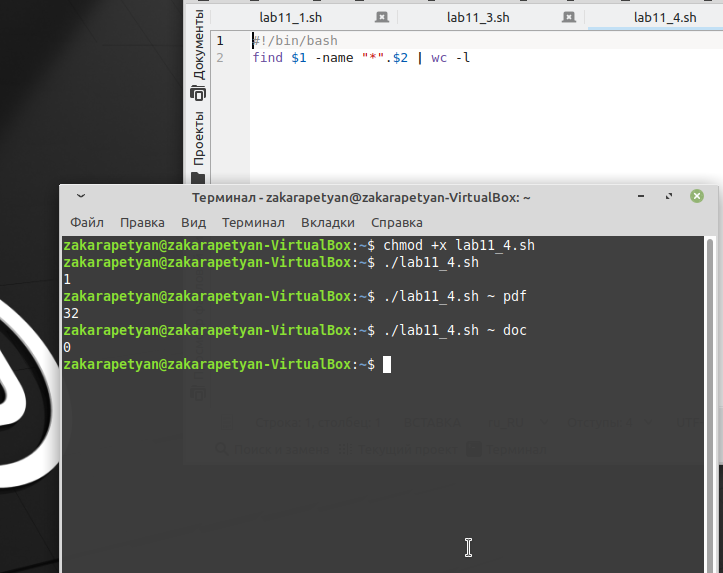 lab11_1.sh lab11_3.sh lab11_4.sh
Документы
Проекты
1 #!/bin/bash
2 find $1 -name "*".$2 | wc -l
Терминал - zakarapetyan@zakarapetyan-VirtualBox: ~
Файл Правка Вид Терминал Вкладки Справка
zakarapetyan@zakarapetyan-VirtualBox:~$ chmod +x lab11_4.sh
zakarapetyan@zakarapetyan-VirtualBox:~$ ./lab11_4.sh
1
zakarapetyan@zakarapetyan-VirtualBox:~$ ./lab11_4.sh ~ pdf
32
zakarapetyan@zakarapetyan-VirtualBox:~$ ./lab11_4.sh ~ doc
0
zakarapetyan@zakarapetyan-VirtualBox:~$